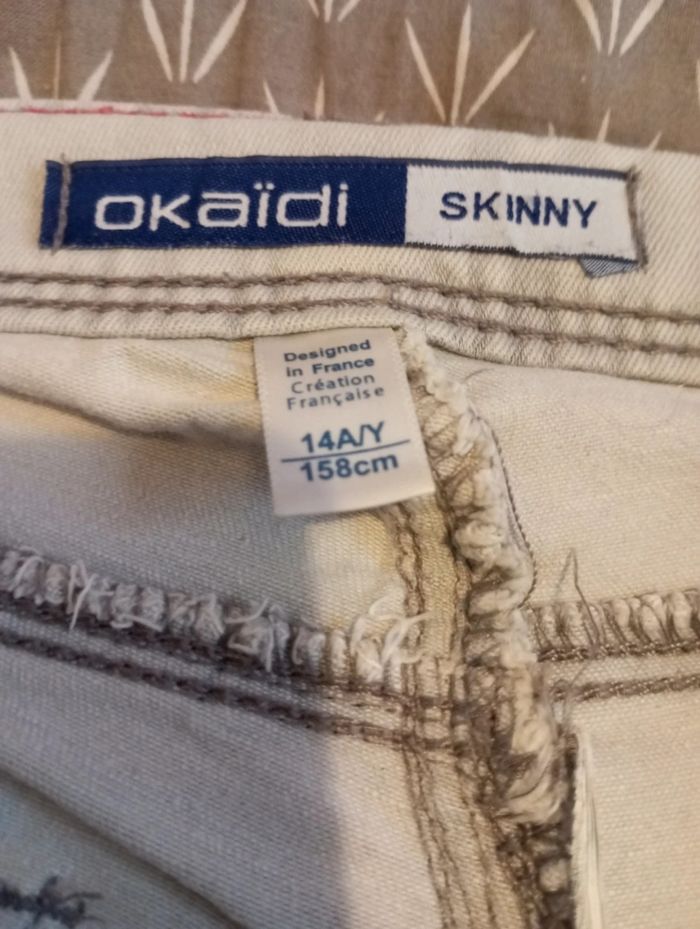 okaïdi SKINNY
Designed
in France
Création
Française
14A/Y
158cm